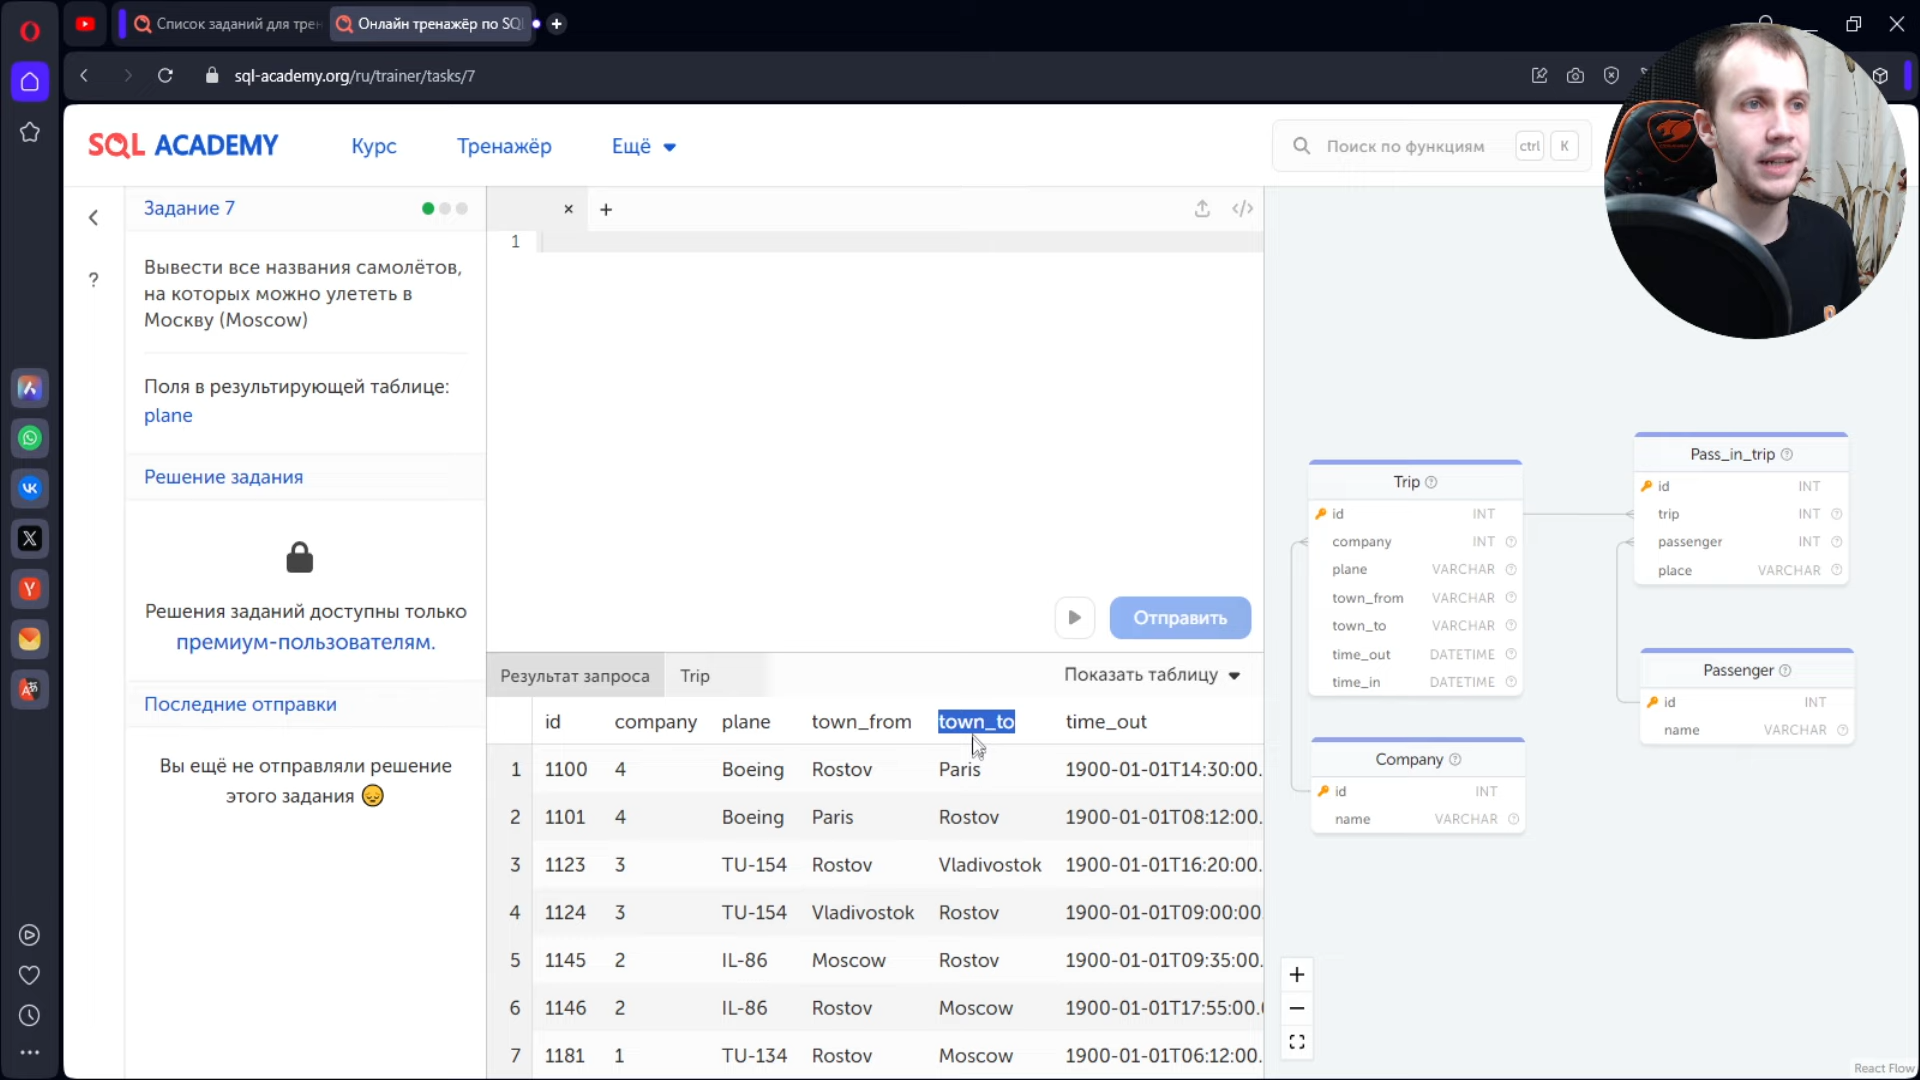 Список заданий для трен
Онлайн тренажёр по SQ
sql-academy.org/ru/trainer/tasks/7
SQL ACADEMY
Курс
Тренажёр
Ещё
Поиск по функциям
ctrl
K
Задание 7
Вывести все названия самолётов,
на которых можно улететь в
Москву (Moscow)
Поля в результирующей таблице:
plane
Решение задания
Решения заданий доступны только
премиум-пользователям.
Последние отправки
Вы ещё не отправляли решение
этого задания 😔
1
Отправить
Результат запроса
Trip
Показать таблицу
id company plane town_from town_to time_out
1 1100 4 Boeing Rostov Paris 1900-01-01T14:30:00.
2 1101 4 Boeing Paris Rostov 1900-01-01T08:12:00.
3 1123 3 TU-154 Rostov Vladivostok 1900-01-01T16:20:00.
4 1124 3 TU-154 Vladivostok Rostov 1900-01-01T09:00:00
5 1145 2 IL-86 Moscow Rostov 1900-01-01T09:35:00.
6 1146 2 IL-86 Rostov Moscow 1900-01-01T17:55:00.
7 1181 1 TU-134 Rostov Moscow 1900-01-01T06:12:00.
Trip
id INT
company INT
plane VARCHAR
town_from VARCHAR
town_to VARCHAR
time_out DATETIME
time_in DATETIME
Company
id INT
name VARCHAR
Pass_in_trip
id INT
trip INT
passenger INT
place VARCHAR
Passenger
id INT
name VARCHAR
React Flow